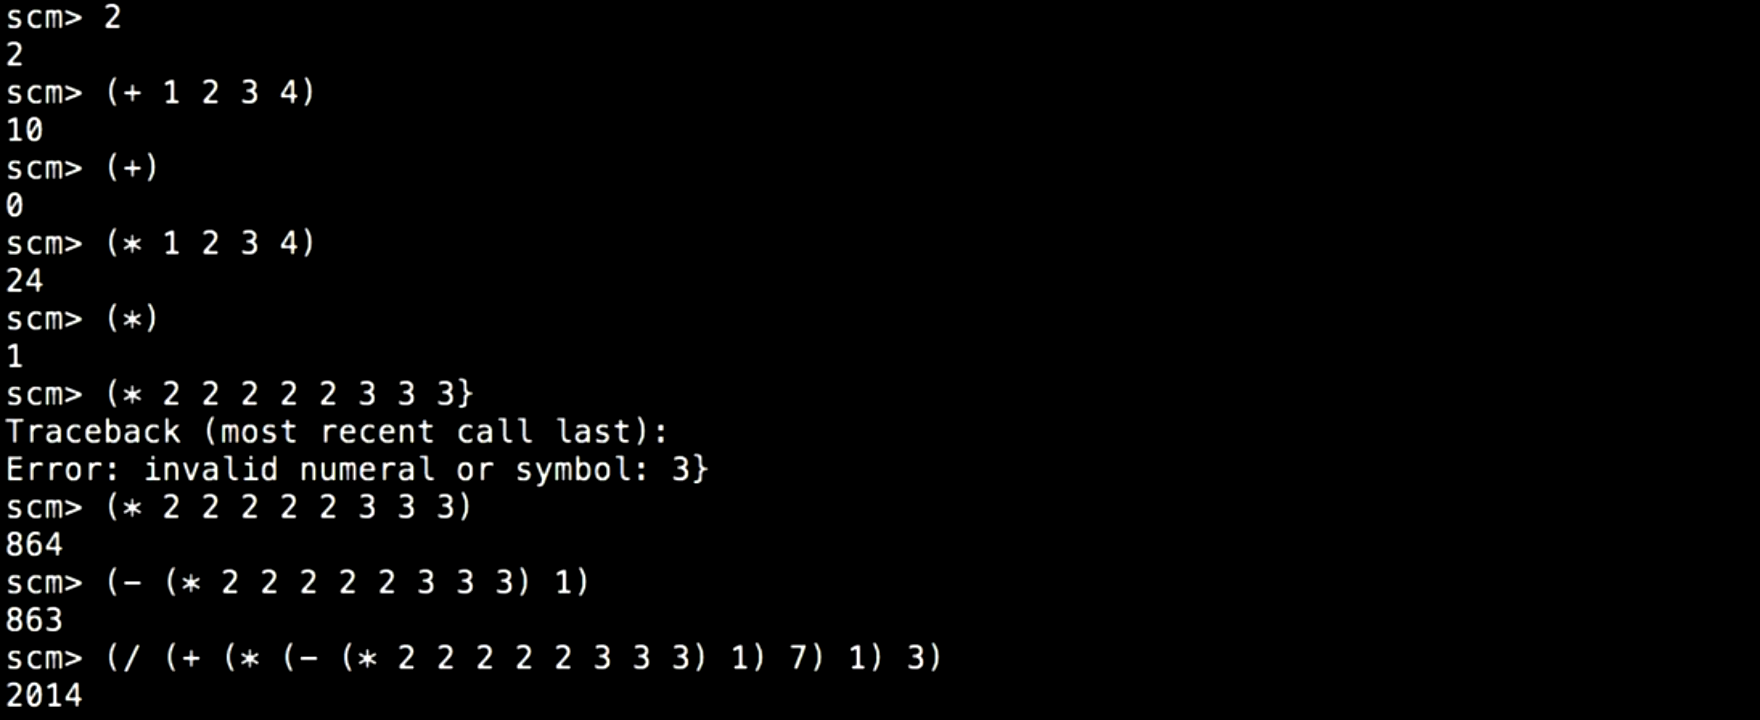 scm> 2
2
scm> (+ 1 2 3 4)
10
scm> (+)
0
scm> (* 1 2 3 4)
24
scm> (*)
1
scm> (* 2 2 2 2 2 3 3 3}
Traceback (most recent call last):
Error: invalid numeral or symbol: 3}
scm> (* 2 2 2 2 2 3 3 3)
864
scm> (- (* 2 2 2 2 2 3 3 3) 1)
863
scm> (/ (+ (* (- (* 2 2 2 2 2 3 3 3) 1) 7) 1) 3)
2014